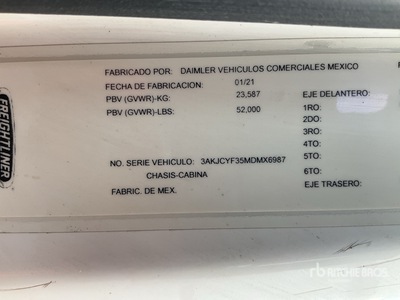 FREIGHTLINER
FABRICADO POR: DAIMLER VEHICULOS COMERCIALES MEXICO
FECHA DE FABRICACION: 01/21
PBV (GVWR)-KG: 23,587 EJE DELANTERO:
PBV (GVWR)-LBS: 52,000 1RO:
2DO:
3RO:
4TO:
NO. SERIE VEHICULO: 3AKJCYF35MDMX6987 5TO:
CHASIS-CABINA 6TO:
FABRIC. DE MEX. EJE TRASERO:
rb RITCHIE BROS